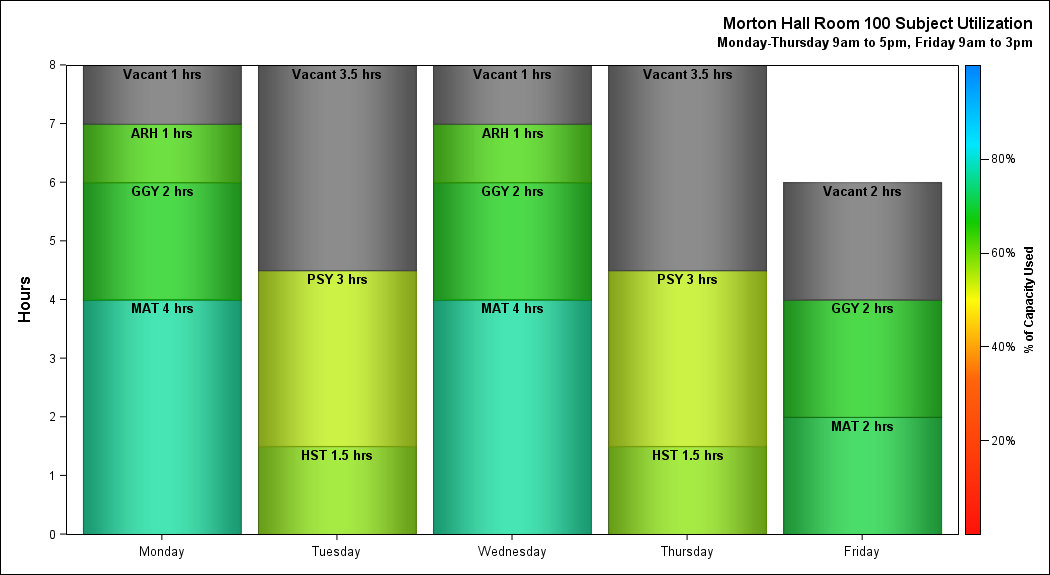 Morton Hall Room 100 Subject Utilization
Monday-Thursday 9am to 5pm, Friday 9am to 3pm
Hours
8
7
6
5
4
3
2
1
0
Vacant 1 hrs
ARH 1 hrs
GGY 2 hrs
MAT 4 hrs
Monday
Vacant 3.5 hrs
PSY 3 hrs
HST 1.5 hrs
Tuesday
Vacant 1 hrs
ARH 1 hrs
GGY 2 hrs
MAT 4 hrs
Wednesday
Vacant 3.5 hrs
PSY 3 hrs
HST 1.5 hrs
Thursday
Vacant 2 hrs
GGY 2 hrs
MAT 2 hrs
Friday
80%
60%
40%
20%
% of Capacity Used